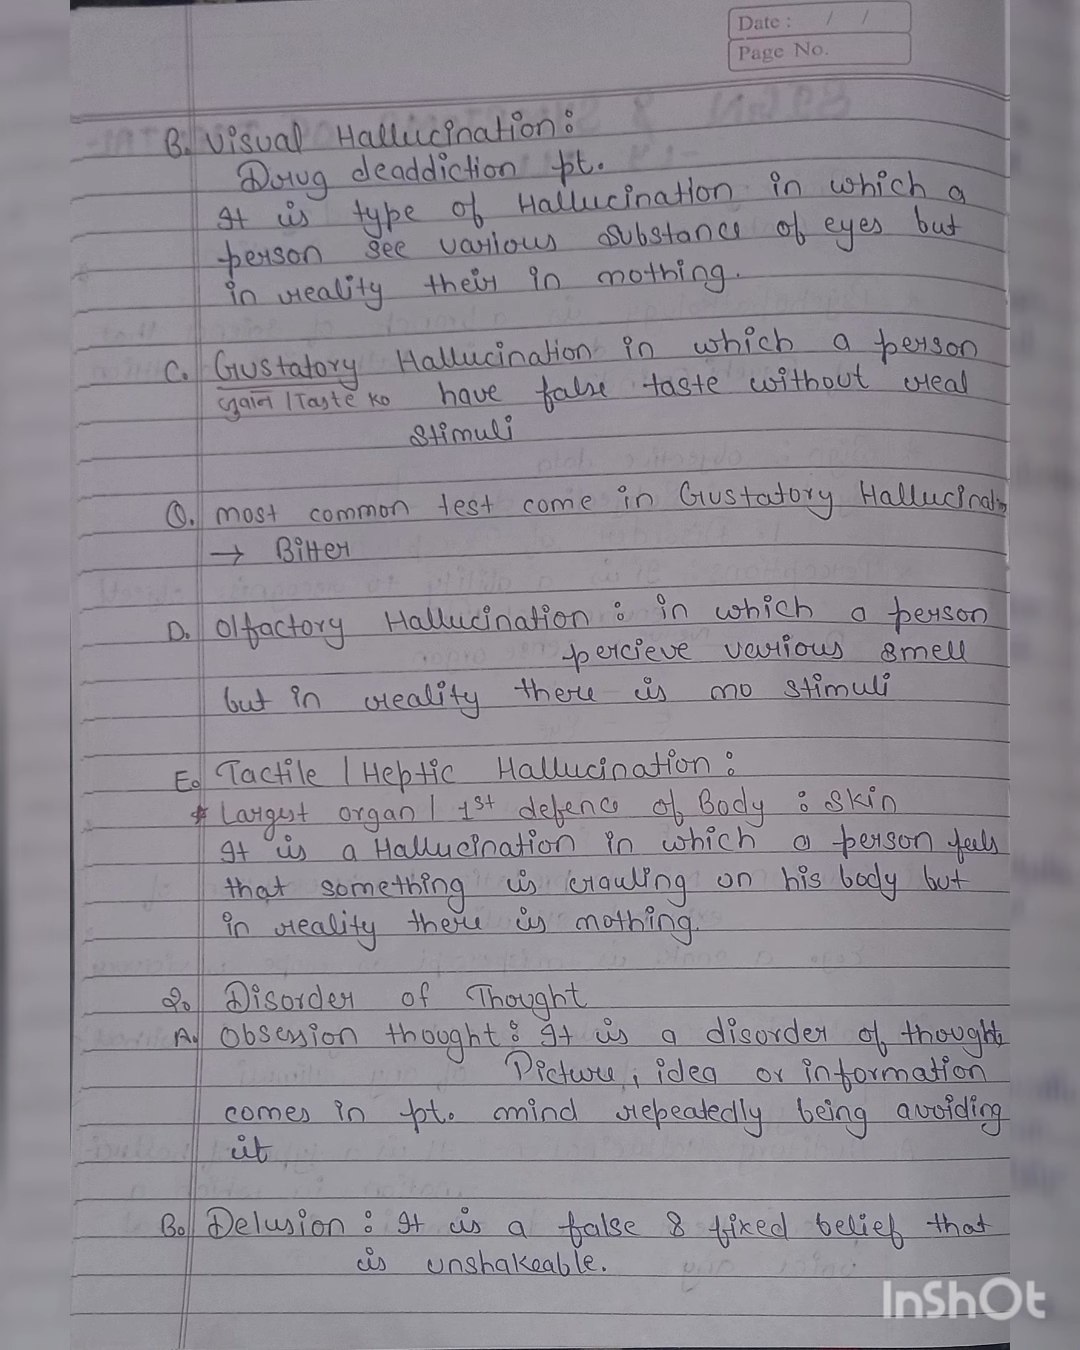 Date : / /
Page No.
B. Visual Hallucination :
Drug deaddiction pt.
It is type of Hallucination in which a
person see various substance of eyes but
in reality their in nothing.
C. Gustatory Hallucination in which a person
/Taste ko have false taste without real
stimuli
Q. most common test come in Gustatory Hallucinatn
→ Bitter
D. Olfactory Hallucination : in which a person
percieve various smell
but in reality there is no stimuli
E. Tactile / Heptic Hallucination :
* Largest organ / 1st defence of Body : Skin
It is a Hallucination in which a person feels
that something is crawling on his body but
in reality there is nothing.
2. Disorder of Thought
A. Obsession thought : It is a disorder of thought
Picture, idea or information
comes in pt. mind repeatedly being avoiding
it
B. Delusion : It is a false & fixed belief that
is unshakeable.
InShOt